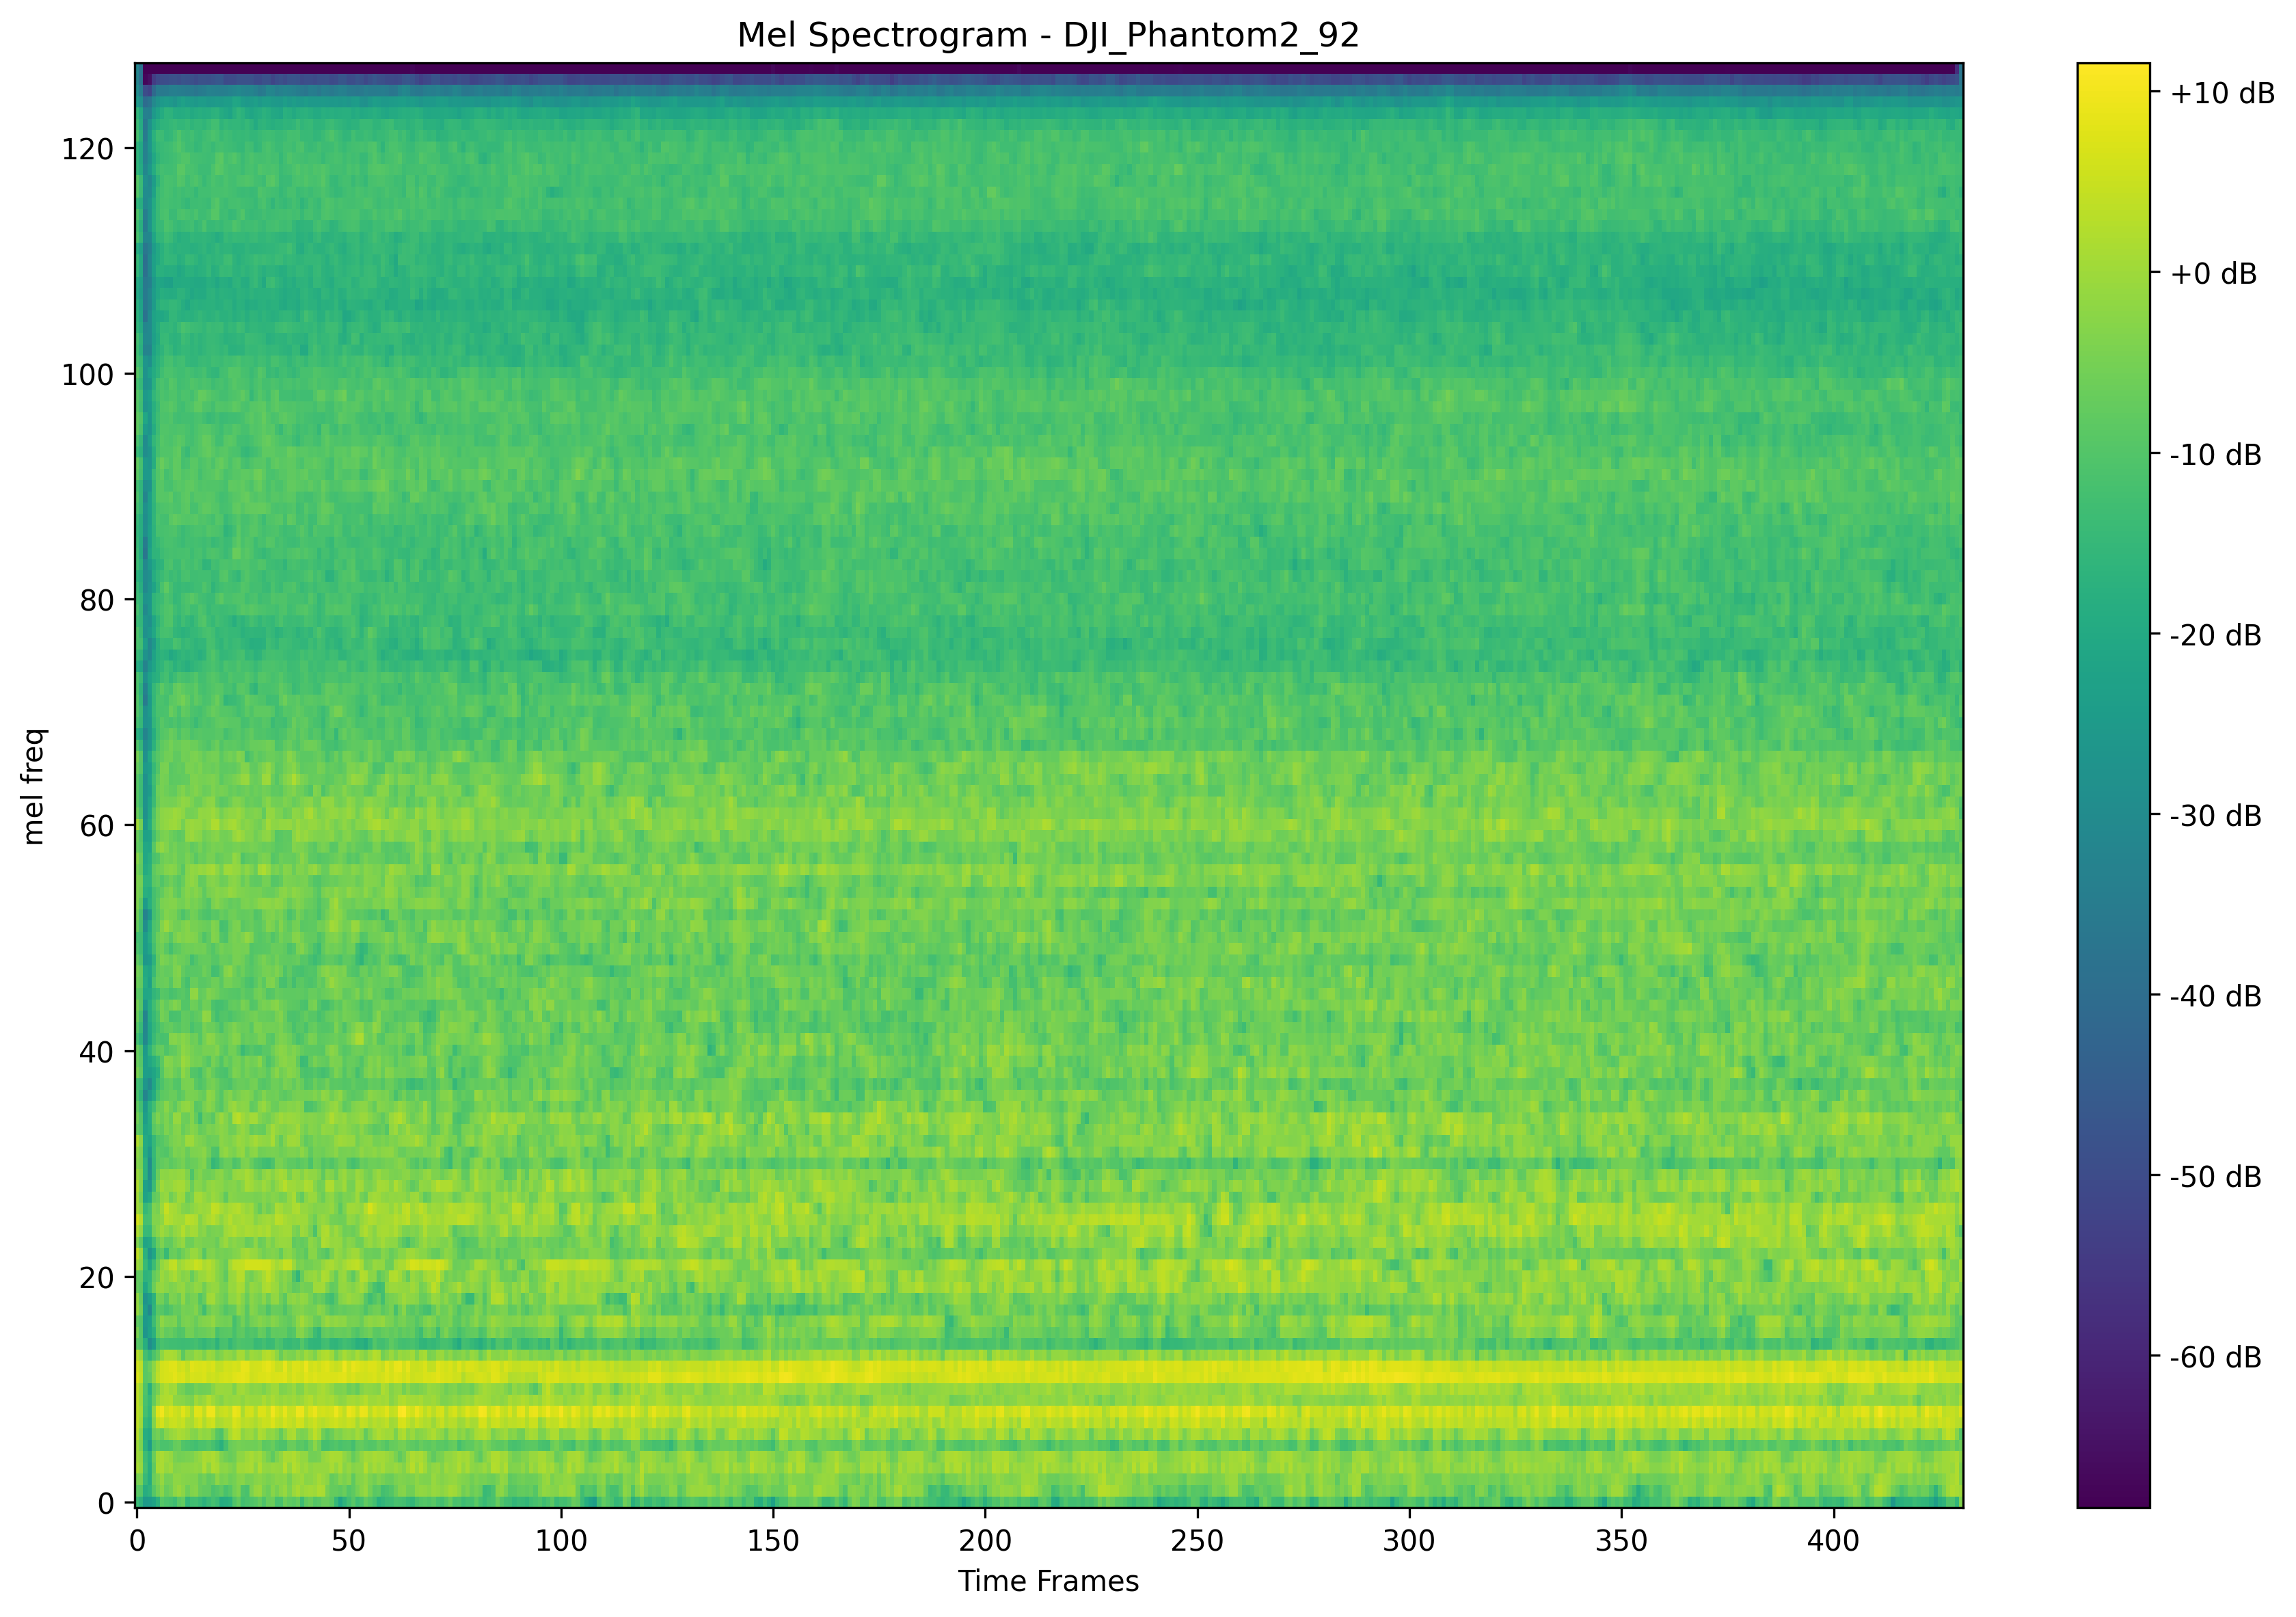 Mel Spectrogram - DJI_Phantom2_92
mel freq
120
100
80
60
40
20
0
0 50 100 150 200 250 300 350 400
Time Frames
+10 dB
+0 dB
-10 dB
-20 dB
-30 dB
-40 dB
-50 dB
-60 dB